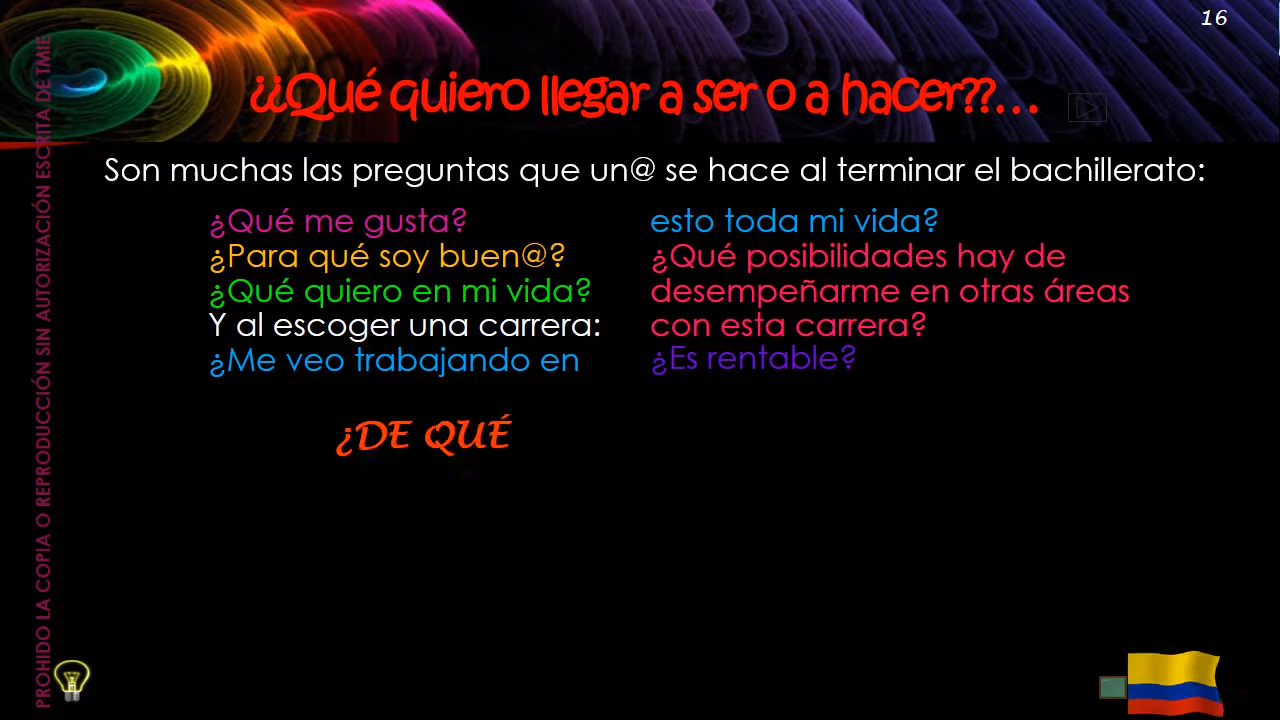 16
¿¿Qué quiero llegar a ser o a hacer??...
Son muchas las preguntas que un@ se hace al terminar el bachillerato:
¿Qué me gusta?
¿Para qué soy buen@?
¿Qué quiero en mi vida?
Y al escoger una carrera:
¿Me veo trabajando en
esto toda mi vida?
¿Qué posibilidades hay de
desempeñarme en otras áreas
con esta carrera?
¿Es rentable?
¿DE QUÉ
PROHIDO LA COPIA O REPRODUCCIÓN SIN AUTORIZACIÓN ESCRITA DE TMIE